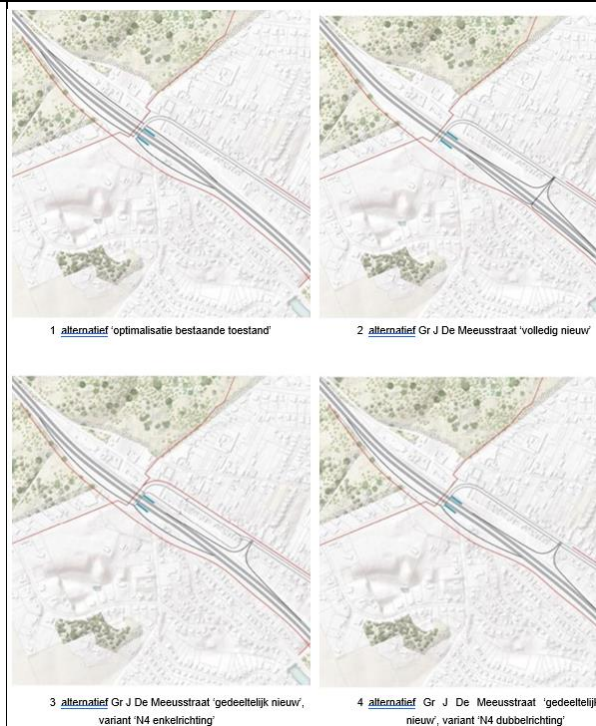 1 alternatief 'optimalisatie bestaande toestand'
2 alternatief Gr J De Meeusstraat 'volledig nieuw'
3 alternatief Gr J De Meeusstraat 'gedeeltelijk nieuw',
variant 'N4 enkelrichting'
4 alternatief Gr J De Meeusstraat 'gedeeltelijk
nieuw', variant 'N4 dubbelrichting'